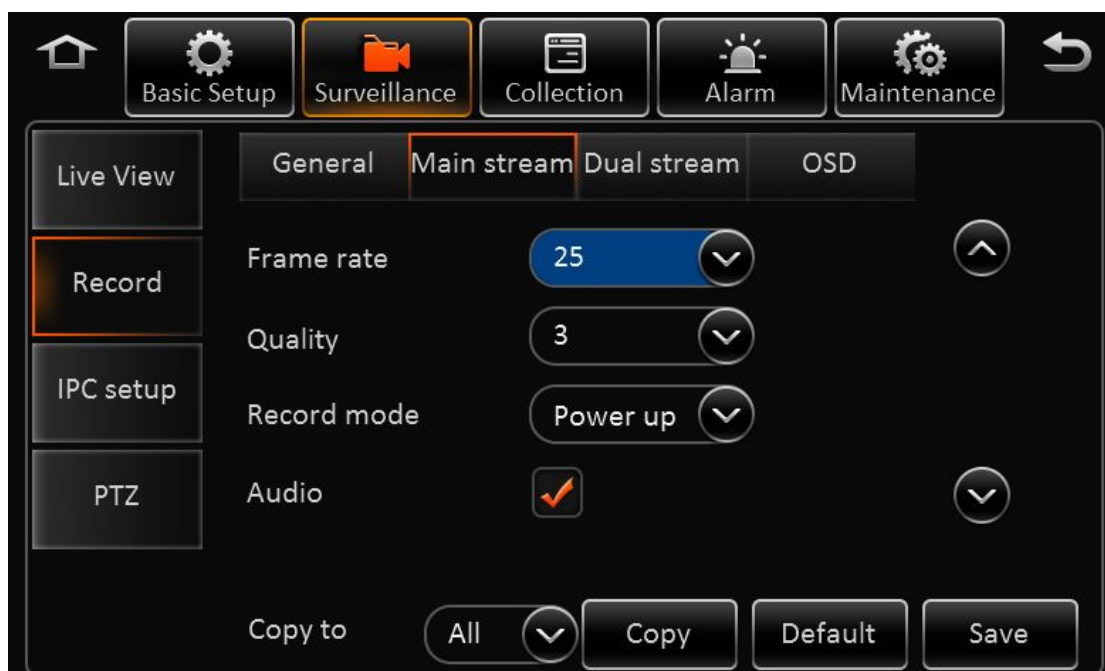 Basic Setup Surveillance Collection Alarm Maintenance
Live View
Record
IPC setup
PTZ
General Main stream Dual stream OSD
Frame rate 25
Quality 3
Record mode Power up
Audio
Copy to All Copy Default Save